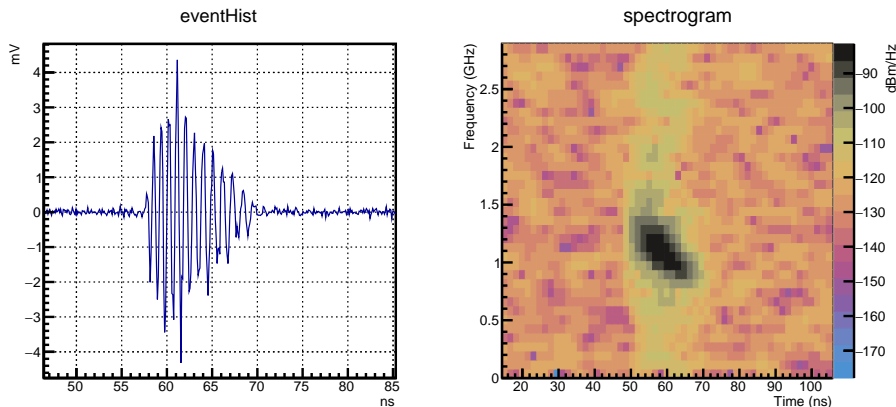 eventHist
mV
4
3
2
1
0
−1
−2
−3
−4
50 55 60 65 70 75 80 85
ns
spectrogram
Frequency (GHz)
2.5
2
1.5
1
0.5
0
20 30 40 50 60 70 80 90 100
Time (ns)
dBm/Hz
−90
−100
−110
−120
−130
−140
−150
−160
−170